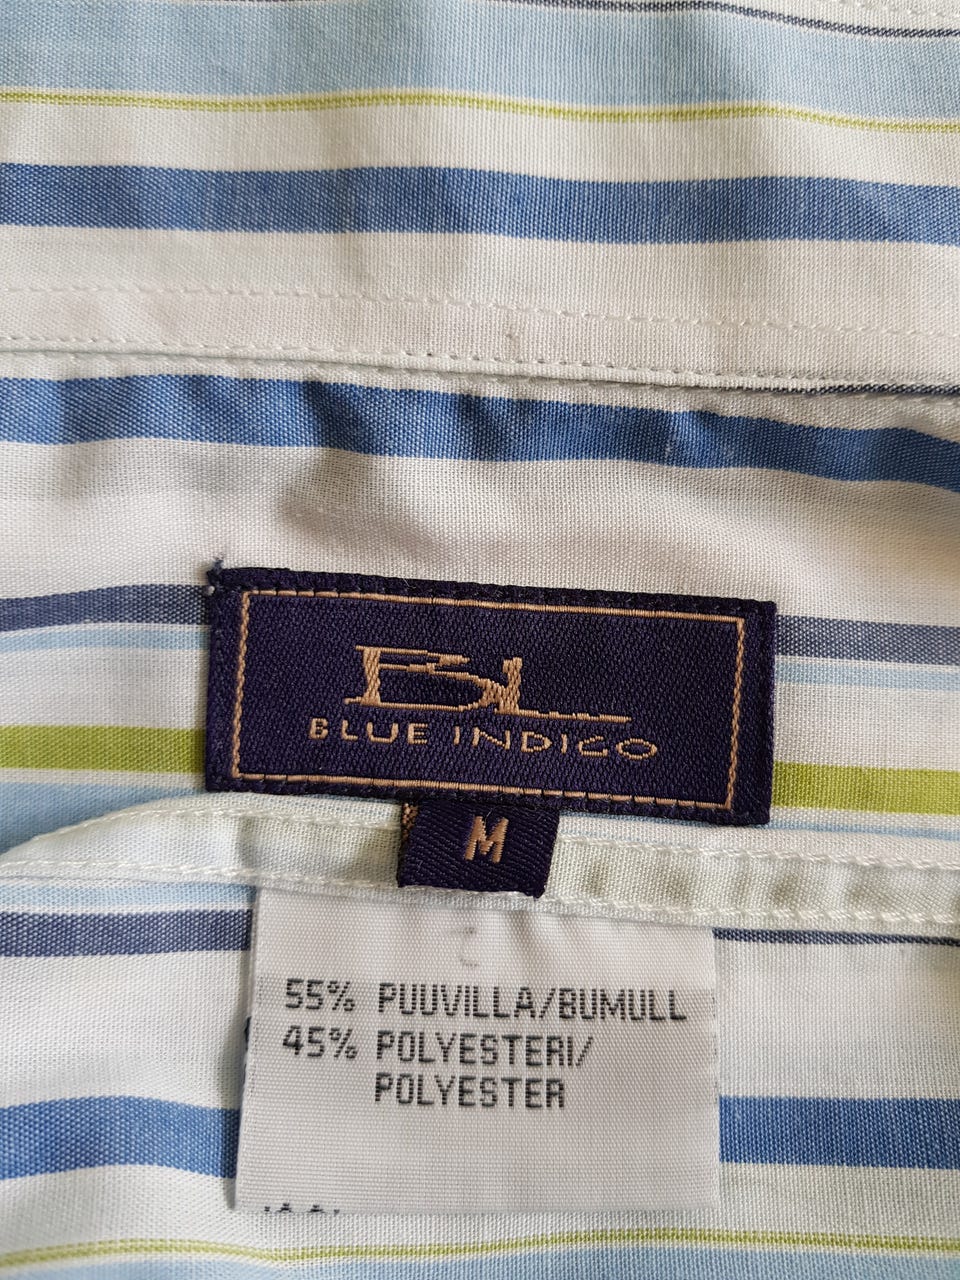 BL
BLUE INDIGO
M
55% PUUVILLA/BUMULL
45% POLYESTERI/
POLYESTER